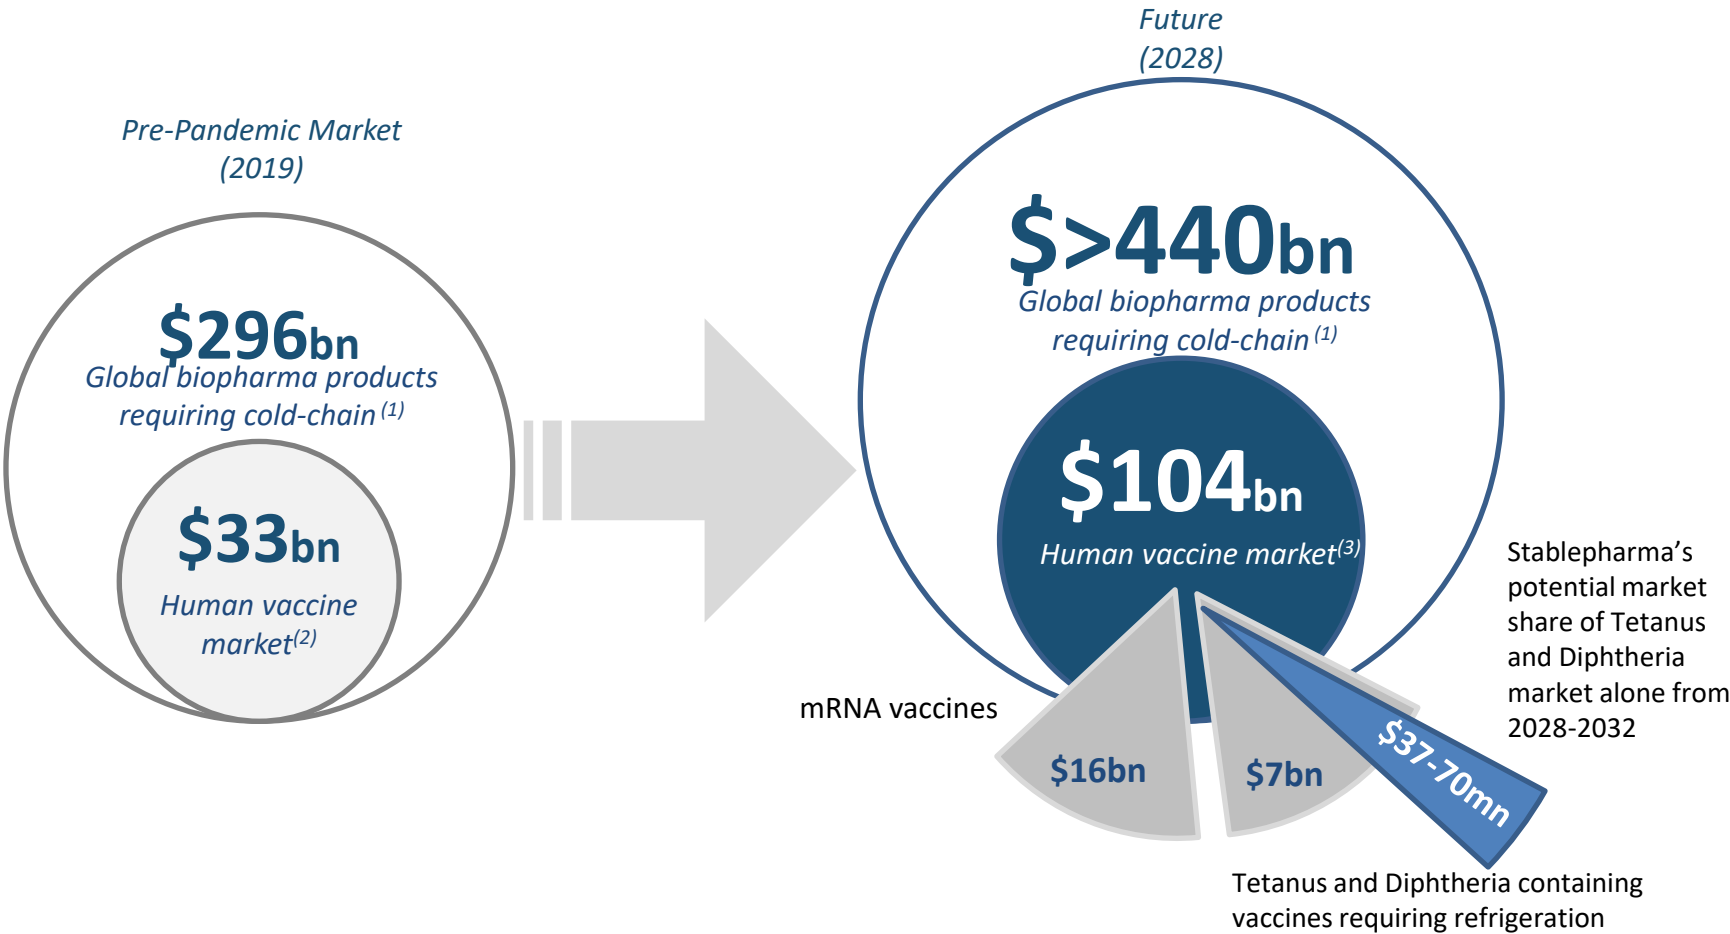 Pre-Pandemic Market
(2019)
$296bn
Global biopharma products
requiring cold-chain (1)
$33bn
Human vaccine
market(2)
Future
(2028)
$>440bn
Global biopharma products
requiring cold-chain (1)
$104bn
Human vaccine market(3)
mRNA vaccines
$16bn
$7bn
$37-70mn
Stablepharma’s
potential market
share of Tetanus
and Diphtheria
market alone from
2028-2032
Tetanus and Diphtheria containing
vaccines requiring refrigeration